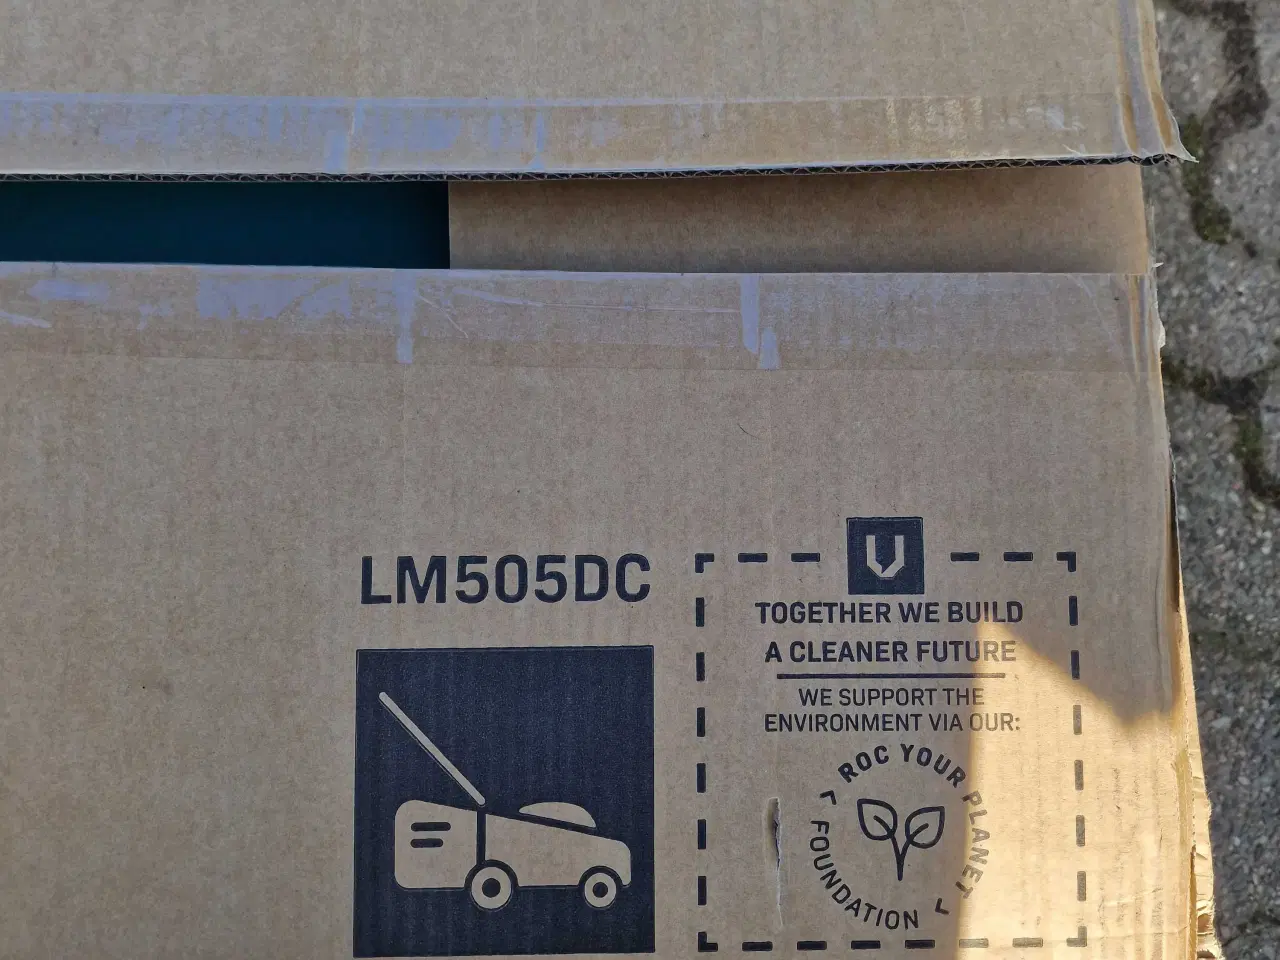 LM505DC
TOGETHER WE BUILD
A CLEANER FUTURE
WE SUPPORT THE
ENVIRONMENT VIA OUR:
ROC YOUR PLANET
FOUNDATION